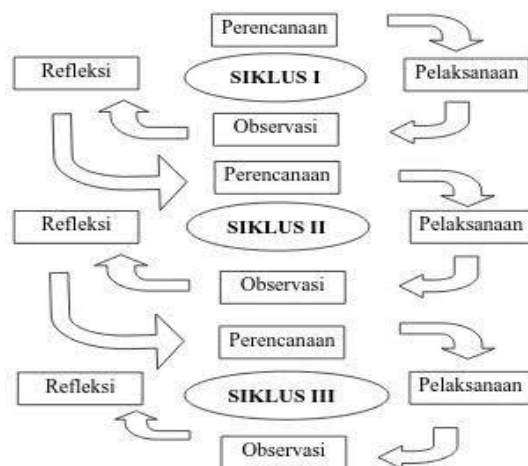 Perencanaan
Refleksi
SIKLUS I
Pelaksanaan
Observasi
Perencanaan
Refleksi
SIKLUS II
Pelaksanaan
Observasi
Perencanaan
Refleksi
SIKLUS III
Pelaksanaan
Observasi